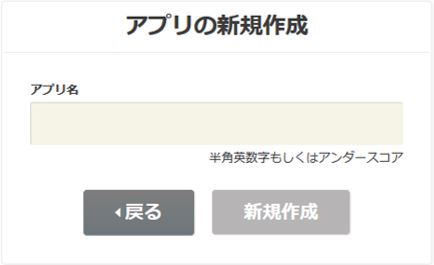 アプリの新規作成
アプリ名
半角英数字もしくはアンダースコア
戻る
新規作成